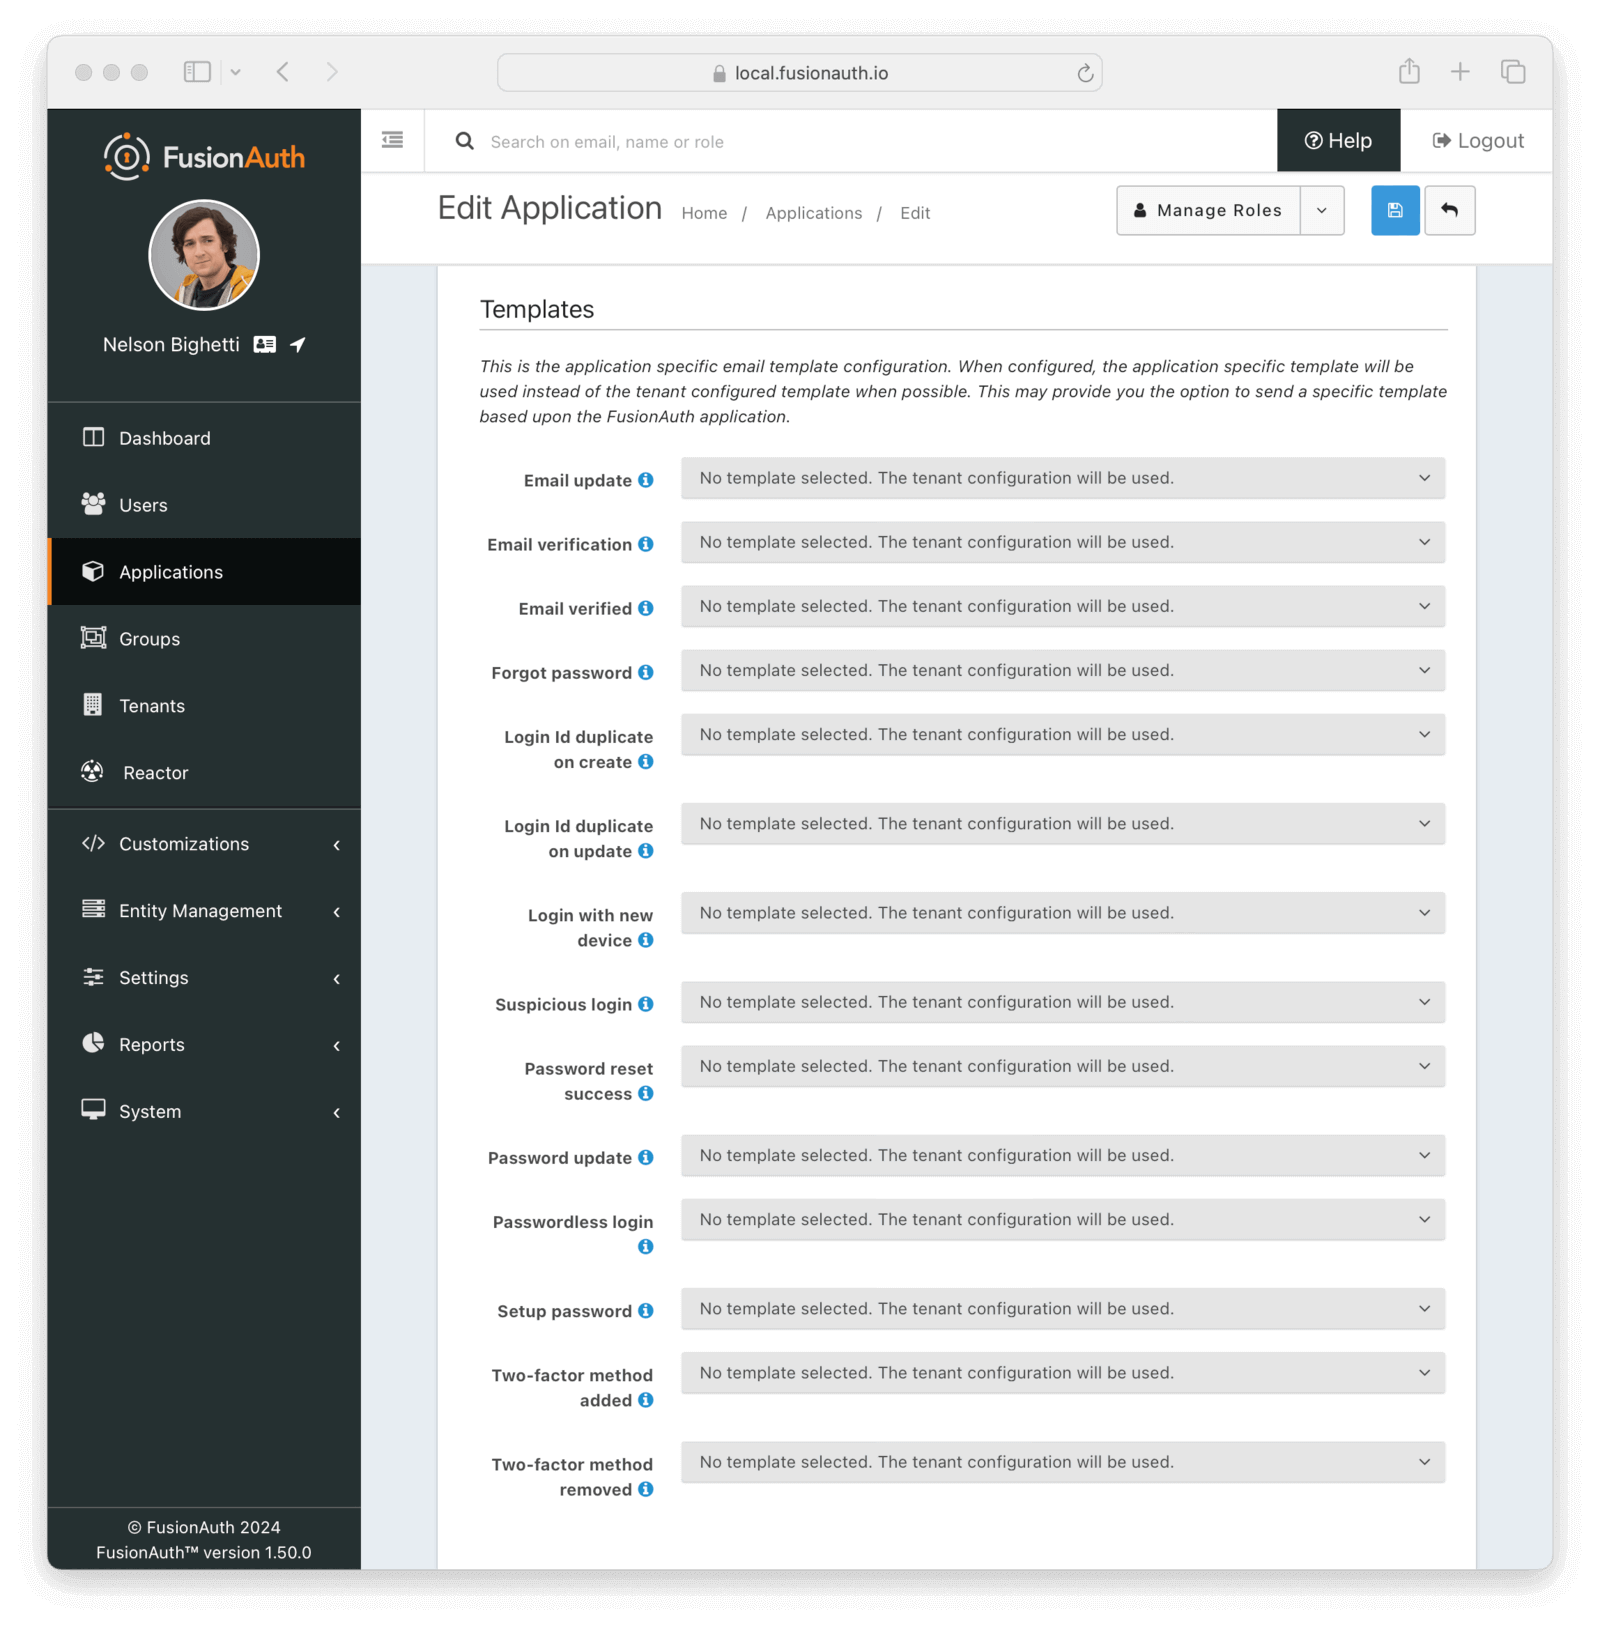 local.fusionauth.io
FusionAuth
Nelson Bighetti
Dashboard
Users
Applications
Groups
Tenants
Reactor
Customizations
Entity Management
Settings
Reports
System
© FusionAuth 2024
FusionAuth™ version 1.50.0
Search on email, name or role
Help
Logout
Edit Application
Home / Applications / Edit
Manage Roles
Templates
This is the application specific email template configuration. When configured, the application specific template will be
used instead of the tenant configured template when possible. This may provide you the option to send a specific template
based upon the FusionAuth application.
Email update
No template selected. The tenant configuration will be used.
Email verification
No template selected. The tenant configuration will be used.
Email verified
No template selected. The tenant configuration will be used.
Forgot password
No template selected. The tenant configuration will be used.
Login Id duplicate
on create
No template selected. The tenant configuration will be used.
Login Id duplicate
on update
No template selected. The tenant configuration will be used.
Login with new
device
No template selected. The tenant configuration will be used.
Suspicious login
No template selected. The tenant configuration will be used.
Password reset
success
No template selected. The tenant configuration will be used.
Password update
No template selected. The tenant configuration will be used.
Passwordless login
No template selected. The tenant configuration will be used.
Setup password
No template selected. The tenant configuration will be used.
Two-factor method
added
No template selected. The tenant configuration will be used.
Two-factor method
removed
No template selected. The tenant configuration will be used.